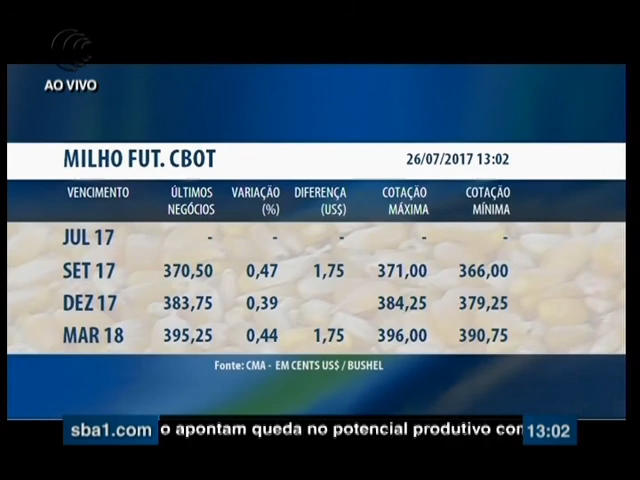 AO VIVO
MILHO FUT. CBOT 26/07/2017 13:02
VENCIMENTO ÚLTIMOS NEGÓCIOS VARIAÇÃO (%) DIFERENÇA (US$) COTAÇÃO MÁXIMA COTAÇÃO MÍNIMA
JUL 17 - - - - -
SET 17 370,50 0,47 1,75 371,00 366,00
DEZ 17 383,75 0,39 384,25 379,25
MAR 18 395,25 0,44 1,75 396,00 390,75
Fonte: CMA - EM CENTS US$ / BUSHEL
sba1.com o apontam queda no potencial produtivo com 13:02